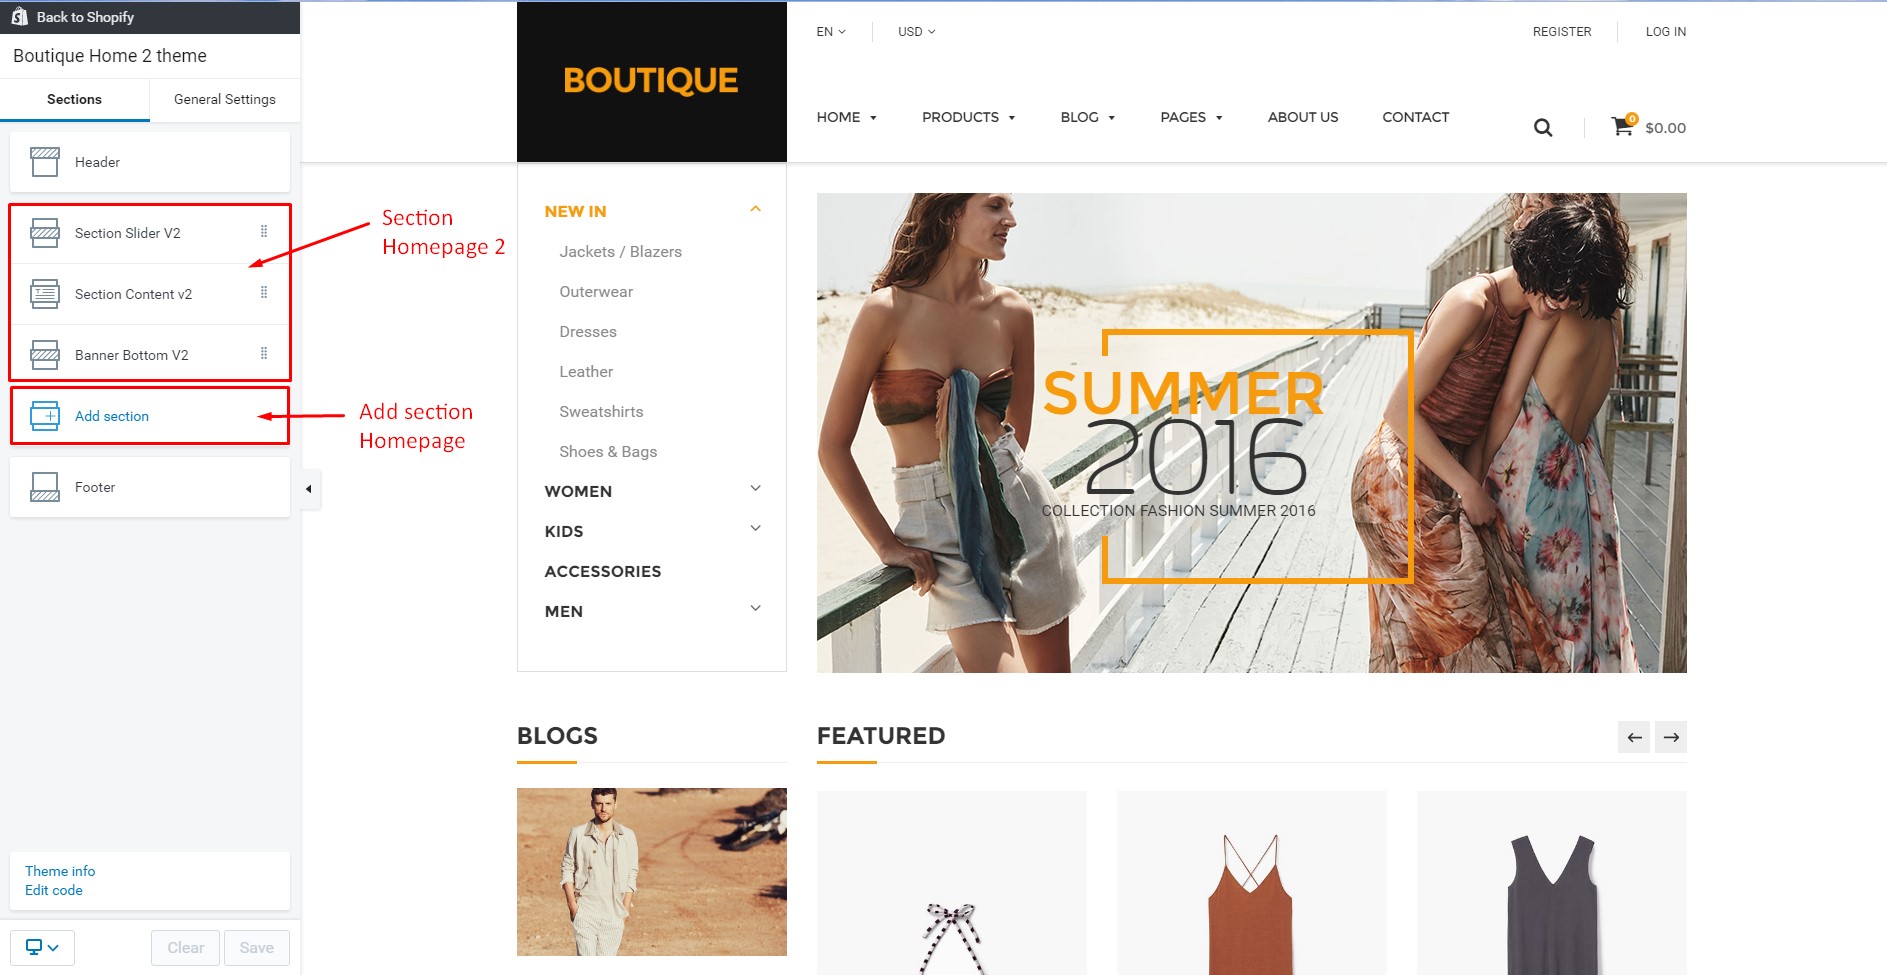 Back to Shopify
Boutique Home 2 theme
Sections
General Settings
Header
Section Slider V2
Section Content v2
Banner Bottom V2
Add section
Footer
Theme info
Edit code
Clear
Save
Section
Homepage 2
Add section
Homepage
BOUTIQUE
EN
USD
REGISTER
LOG IN
HOME
PRODUCTS
BLOG
PAGES
ABOUT US
CONTACT
0
$0.00
NEW IN
Jackets / Blazers
Outerwear
Dresses
Leather
Sweatshirts
Shoes & Bags
WOMEN
KIDS
ACCESSORIES
MEN
SUMMER
2016
COLLECTION FASHION SUMMER 2016
BLOGS
FEATURED